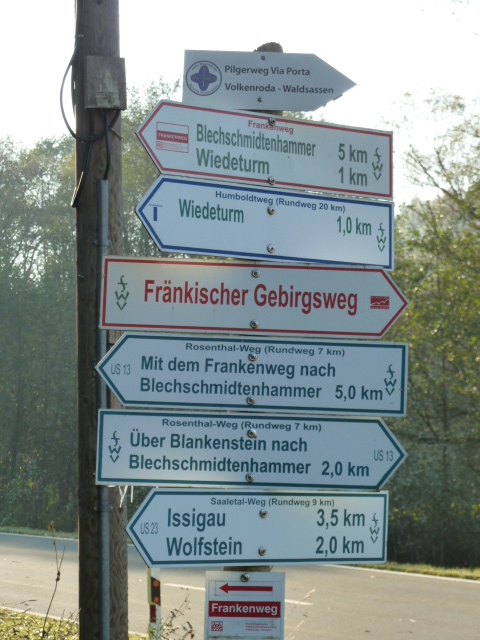 Pilgerweg Via Porta
Volkenroda - Waldsassen
Frankenweg
FRANKENWEG
Blechschmidtenhammer 5 km
Wiedeturm 1 km
Humboldtweg (Rundweg 20 km)
Wiedeturm 1,0 km
Fränkischer Gebirgsweg
Rosenthal-Weg (Rundweg 7 km)
US 13
Mit dem Frankenweg nach
Blechschmidtenhammer 5,0 km
Rosenthal-Weg (Rundweg 7 km)
Über Blankenstein nach
Blechschmidtenhammer 2,0 km
US 13
Saaletal-Weg (Rundweg 9 km)
US 23
Issigau 3,5 km
Wolfstein 2,0 km
Frankenweg